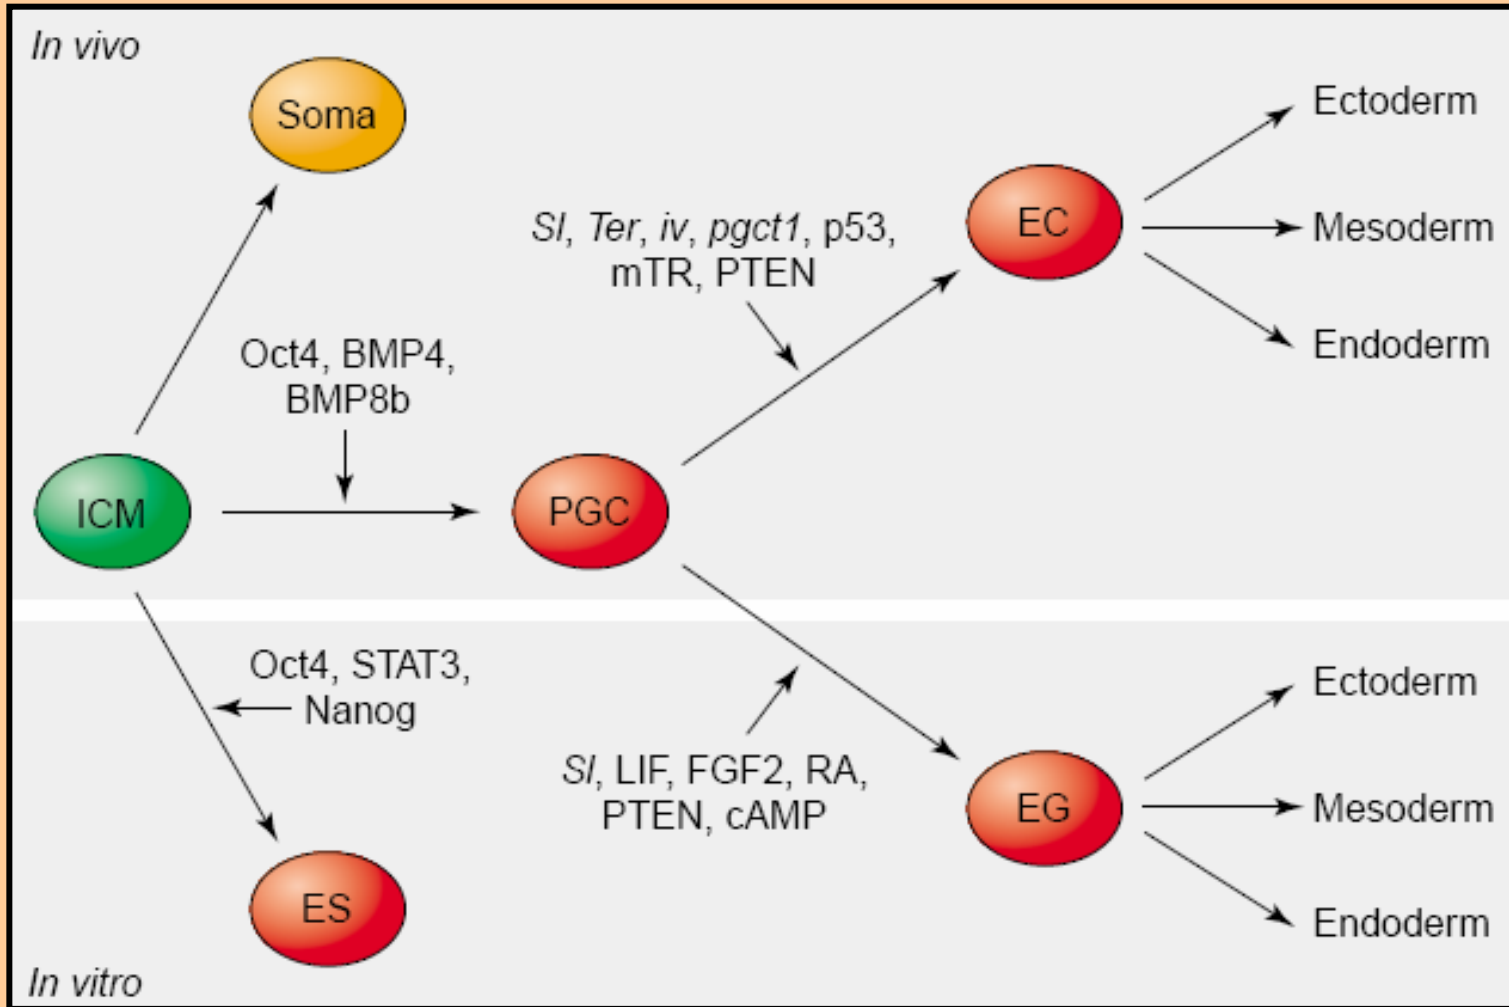 In vivo
Soma
Ectoderm
EC
Sl, Ter, iv, pgct1, p53,
mTR, PTEN
Mesoderm
Endoderm
Oct4, BMP4,
BMP8b
ICM
PGC
Oct4, STAT3,
Nanog
Sl, LIF, FGF2, RA,
PTEN, cAMP
Ectoderm
EG
Mesoderm
Endoderm
ES
In vitro